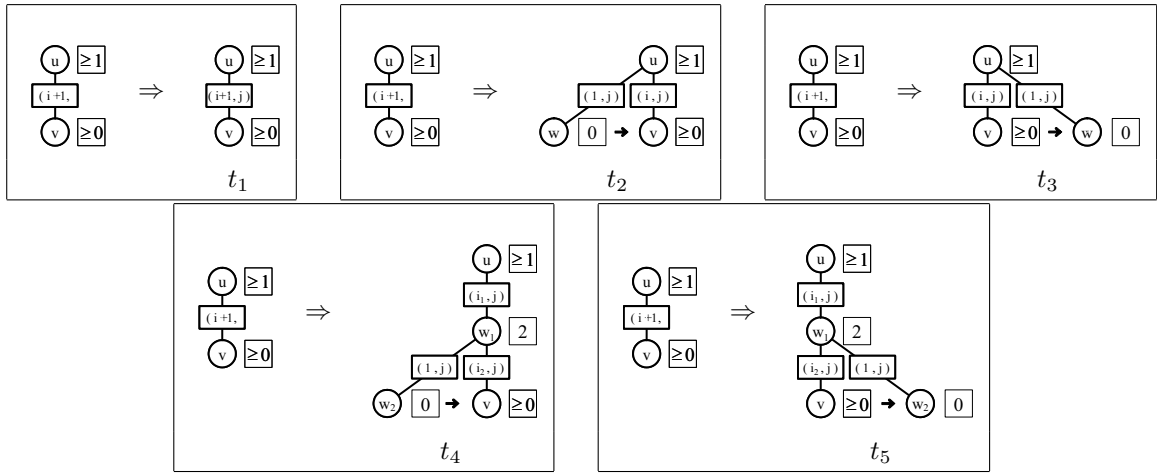 u ≥1 u ≥1
(i+1, ⇒ (i+1,j)
v ≥0 v ≥0
t₁
u ≥1 u ≥1
(i+1, ⇒ (1,j) (i,j)
v ≥0 w 0 → v ≥0
t₂
u ≥1 u ≥1
(i+1, ⇒ (i,j) (1,j)
v ≥0 v ≥0 → w 0
t₃
u ≥1
u ≥1 (i₁,j)
(i+1, ⇒ w₁ 2
v ≥0 (1,j) (i₂,j)
w₂ 0 → v ≥0
t₄
u ≥1
u ≥1 (i₁,j)
(i+1, ⇒ w₁ 2
v ≥0 (i₂,j) (1,j)
v ≥0 → w₂ 0
t₅